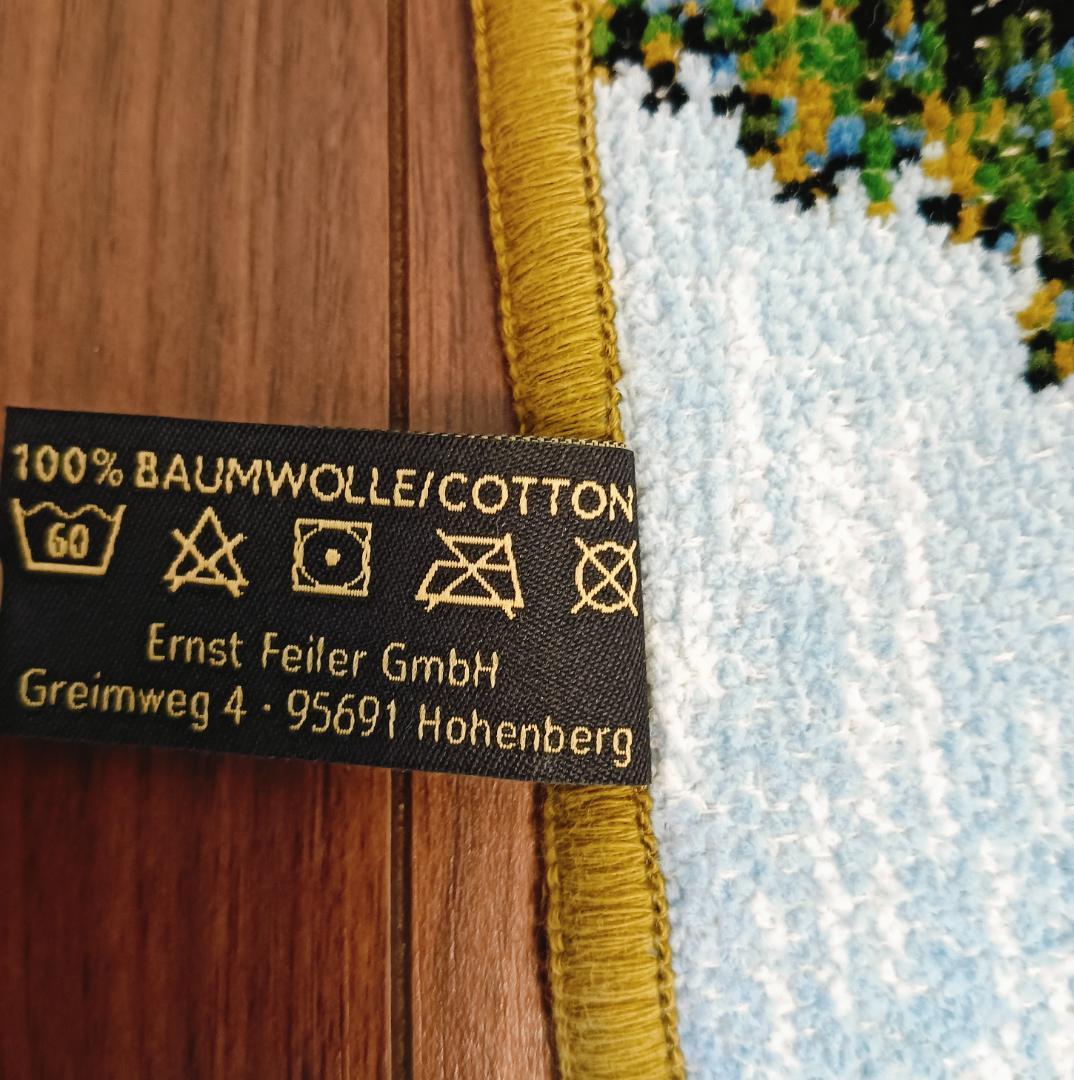 100% BAUMWOLLE/COTTON
60
Ernst Feiler GmbH
Greimweg 4 · 95691 Hohenberg